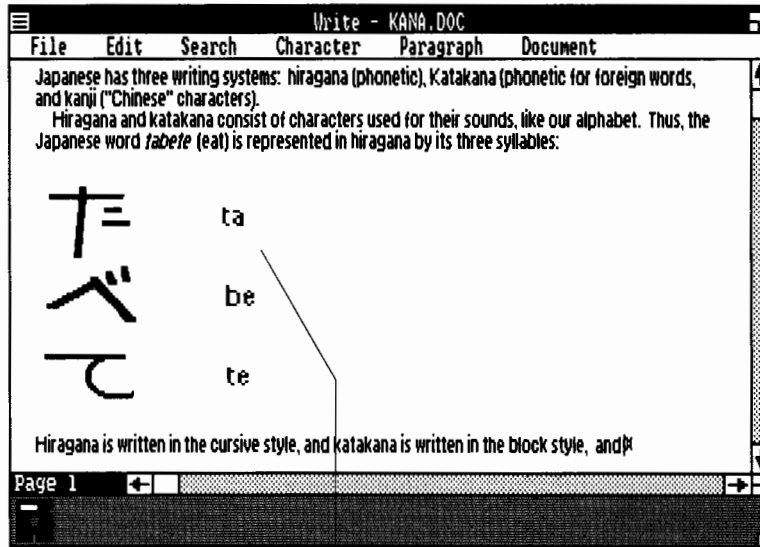 Write - KANA.DOC
File Edit Search Character Paragraph Document
Japanese has three writing systems: hiragana (phonetic), Katakana (phonetic for foreign words,
and kanji ("Chinese" characters).
Hiragana and katakana consist of characters used for their sounds, like our alphabet. Thus, the
Japanese word tabete (eat) is represented in hiragana by its three syllables:
た ta
べ be
て te
Hiragana is written in the cursive style, and katakana is written in the block style, and
Page 1